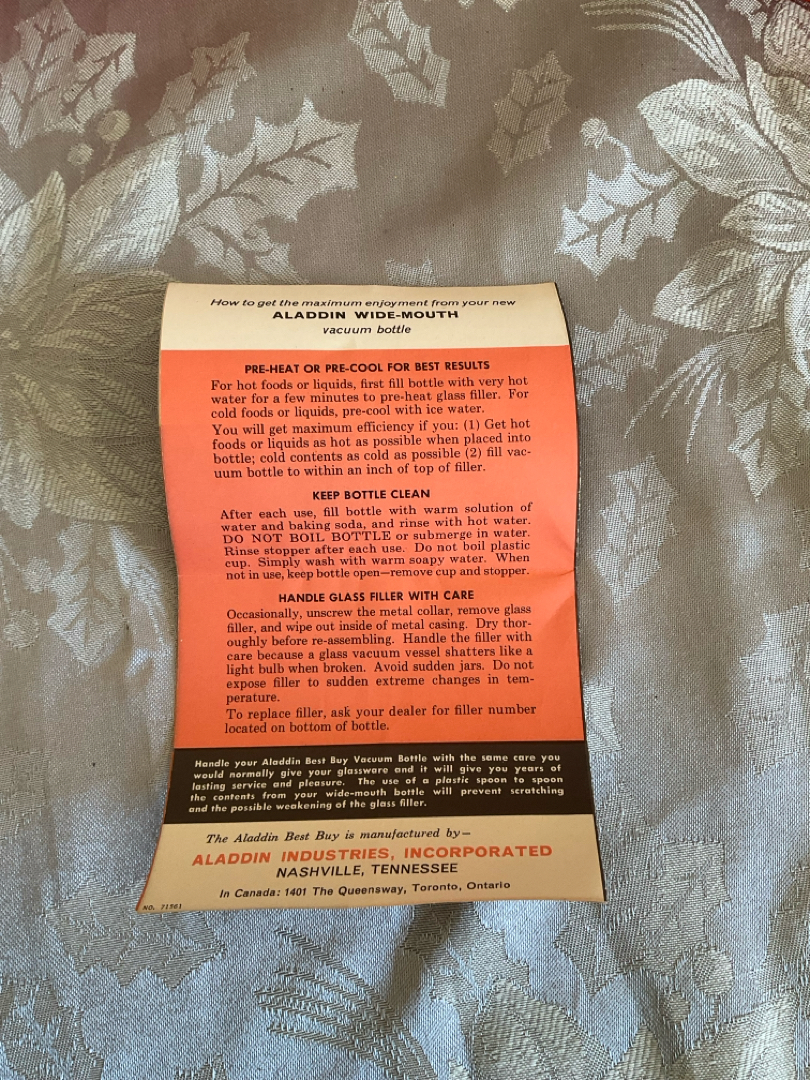 How to get the maximum enjoyment from your new
ALADDIN WIDE-MOUTH
vacuum bottle
PRE-HEAT OR PRE-COOL FOR BEST RESULTS
For hot foods or liquids, first fill bottle with very hot
water for a few minutes to pre-heat glass filler. For
cold foods or liquids, pre-cool with ice water.
You will get maximum efficiency if you: (1) Get hot
foods or liquids as hot as possible when placed into
bottle; cold contents as cold as possible (2) fill vac-
uum bottle to within an inch of top of filler.
KEEP BOTTLE CLEAN
After each use, fill bottle with warm solution of
water and baking soda, and rinse with hot water.
DO NOT BOIL BOTTLE or submerge in water.
Rinse stopper after each use. Do not boil plastic
cup. Simply wash with warm soapy water. When
not in use, keep bottle open—remove cup and stopper.
HANDLE GLASS FILLER WITH CARE
Occasionally, unscrew the metal collar, remove glass
filler, and wipe out inside of metal casing. Dry thor-
oughly before re-assembling. Handle the filler with
care because a glass vacuum vessel shatters like a
light bulb when broken. Avoid sudden jars. Do not
expose filler to sudden extreme changes in tem-
perature.
To replace filler, ask your dealer for filler number
located on bottom of bottle.
Handle your Aladdin Best Buy Vacuum Bottle with the same care you
would normally give your glassware and it will give you years of
lasting service and pleasure. The use of a plastic spoon to spoon
the contents from your wide-mouth bottle will prevent scratching
and the possible weakening of the glass filler.
The Aladdin Best Buy is manufactured by—
ALADDIN INDUSTRIES, INCORPORATED
NASHVILLE, TENNESSEE
In Canada: 1401 The Queensway, Toronto, Ontario
NO. 71561